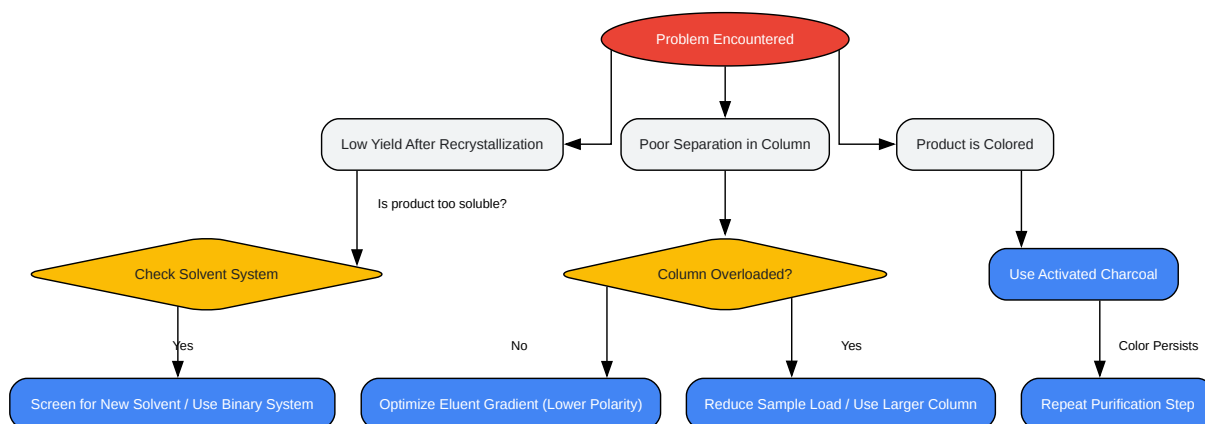 Problem Encountered
Low Yield After Recrystallization
Poor Separation in Column
Product is Colored
Is product too soluble?
Check Solvent System
Column Overloaded?
Use Activated Charcoal
Yes
No
Yes
Color Persists
Screen for New Solvent / Use Binary System
Optimize Eluent Gradient (Lower Polarity)
Reduce Sample Load / Use Larger Column
Repeat Purification Step